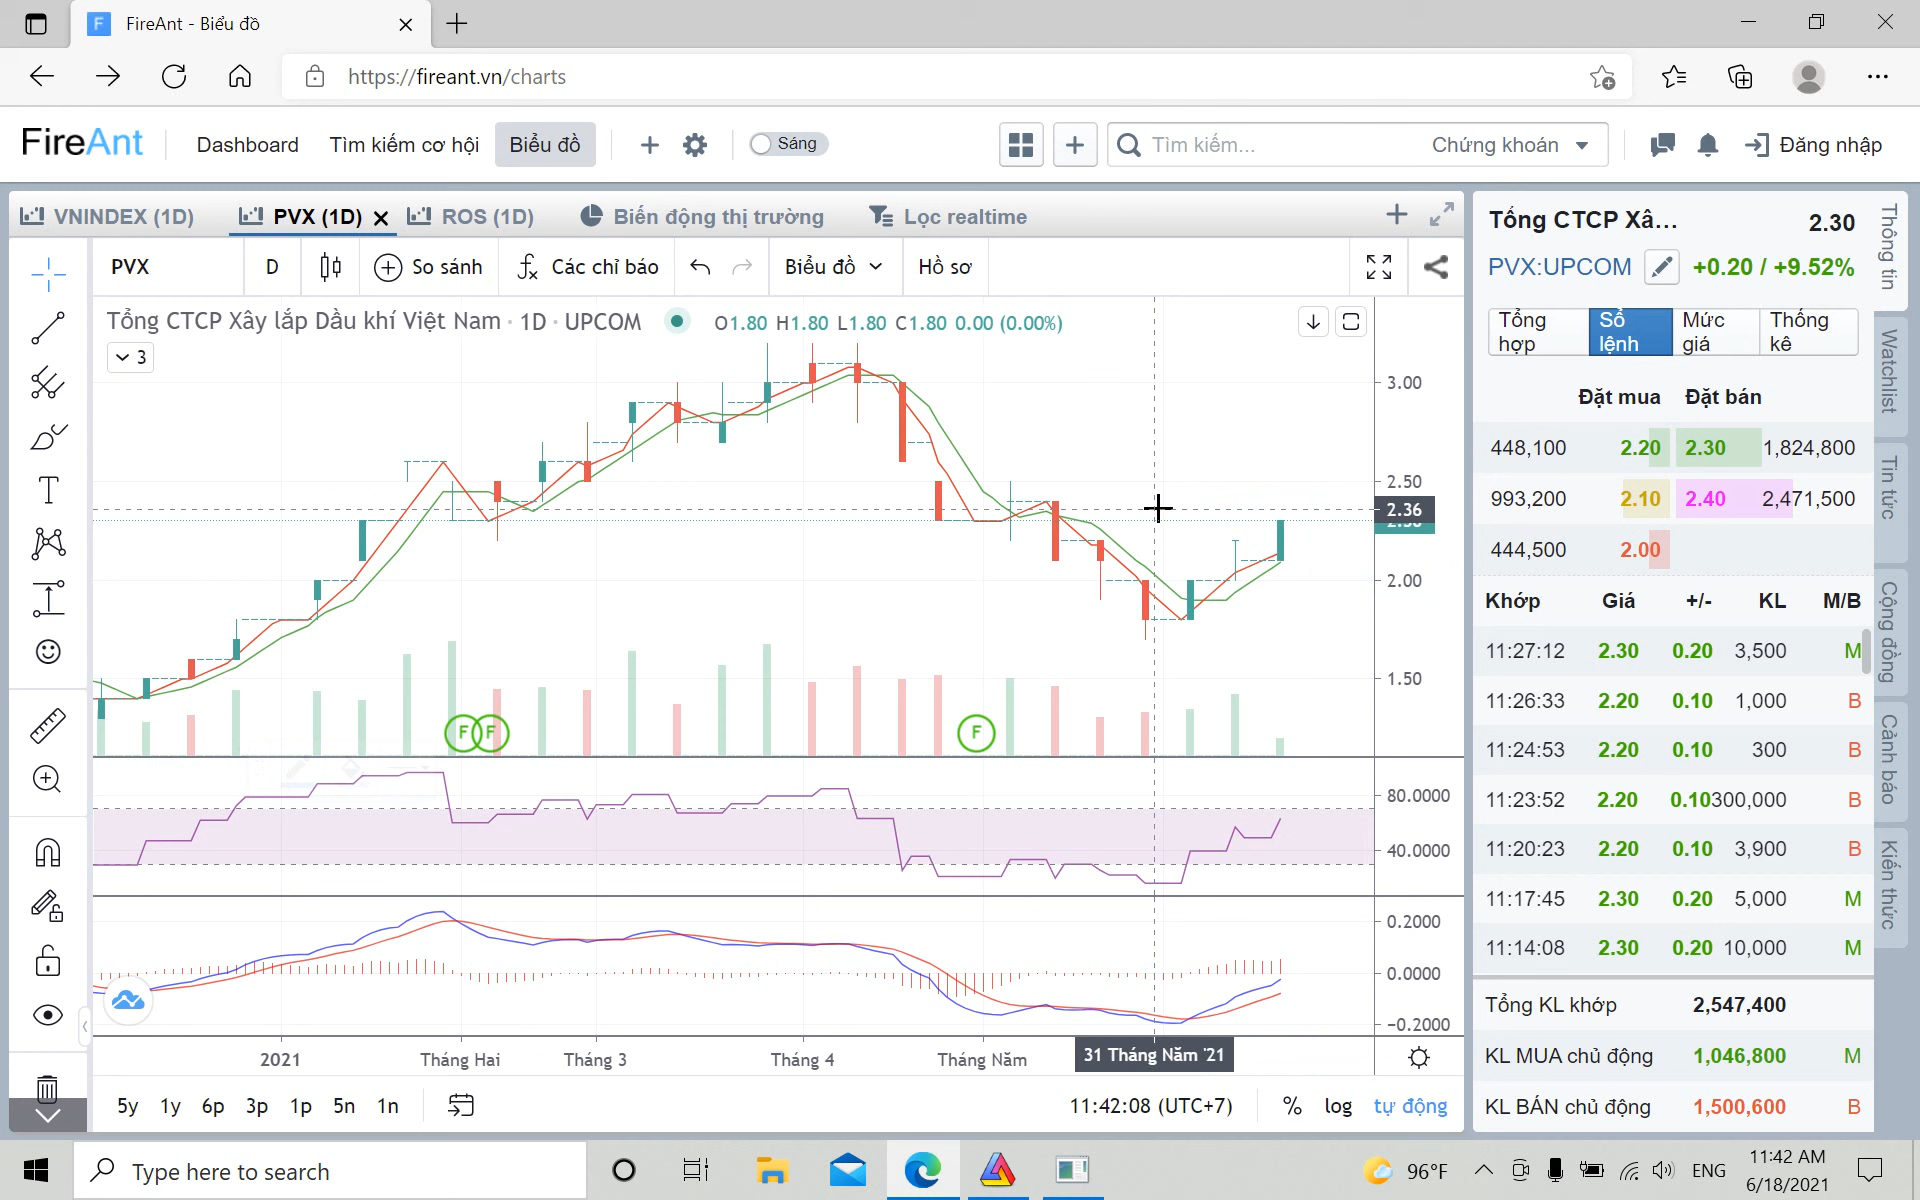 FireAnt - Biểu đồ
https://fireant.vn/charts
FireAnt Dashboard Tìm kiếm cơ hội Biểu đồ Sáng Tìm kiếm... Chứng khoán Đăng nhập
VNINDEX (1D) PVX (1D) ROS (1D) Biến động thị trường Lọc realtime
PVX D So sánh Các chỉ báo Biểu đồ Hồ sơ
Tổng CTCP Xây lắp Dầu khí Việt Nam · 1D · UPCOM O1.80 H1.80 L1.80 C1.80 0.00 (0.00%)
3
3.00
2.50
2.36
2.00
1.50
F F F
80.0000
40.0000
0.2000
0.0000
−0.2000
2021 Tháng Hai Tháng 3 Tháng 4 Tháng Năm 31 Tháng Năm '21
5y 1y 6p 3p 1p 5n 1n 11:42:08 (UTC+7) % log tự động
Tổng CTCP Xâ... 2.30
PVX:UPCOM +0.20 / +9.52%
Tổng hợp Sổ lệnh Mức giá Thống kê
Đặt mua Đặt bán
448,100 2.20 2.30 1,824,800
993,200 2.10 2.40 2,471,500
444,500 2.00
Khớp Giá +/- KL M/B
11:27:12 2.30 0.20 3,500 M
11:26:33 2.20 0.10 1,000 B
11:24:53 2.20 0.10 300 B
11:23:52 2.20 0.10 300,000 B
11:20:23 2.20 0.10 3,900 B
11:17:45 2.30 0.20 5,000 M
11:14:08 2.30 0.20 10,000 M
Tổng KL khớp 2,547,400
KL MUA chủ động 1,046,800 M
KL BÁN chủ động 1,500,600 B
Thông tin
Watchlist
Tin tức
Cộng đồng
Cảnh báo
Kiến thức
Type here to search 96°F ENG 11:42 AM
6/18/2021